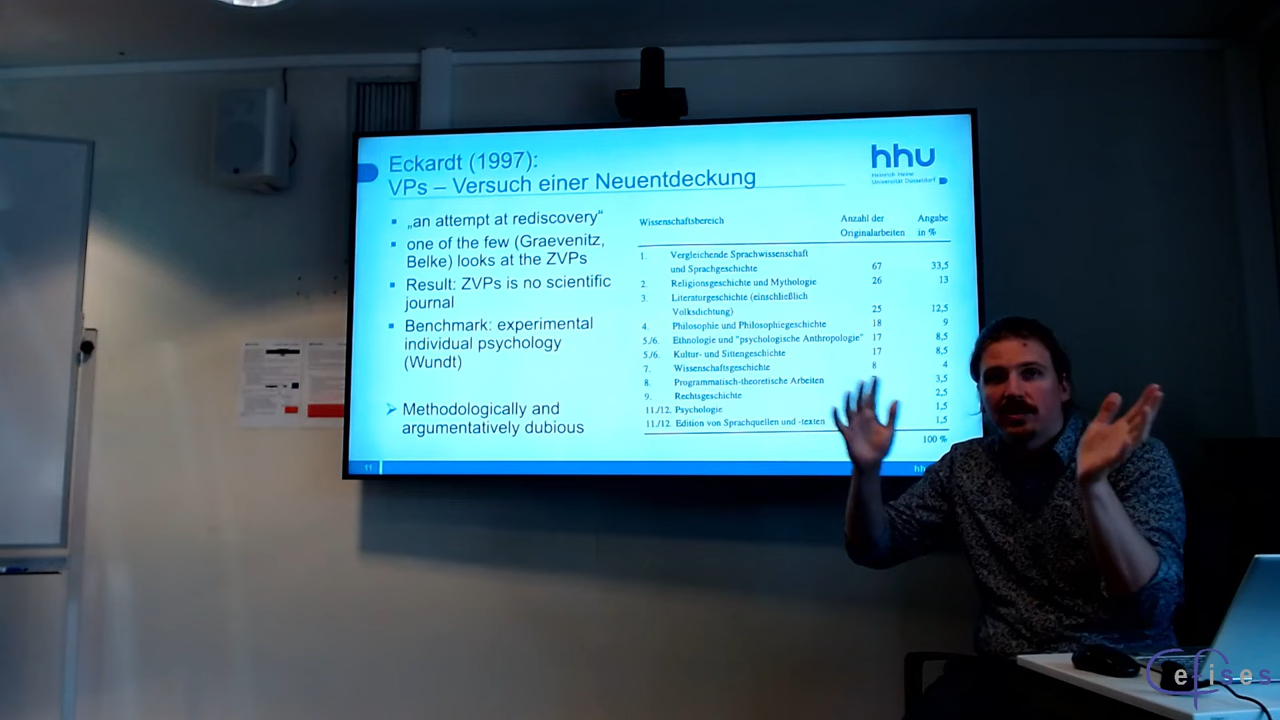 Eckardt (1997):
VPs – Versuch einer Neuentdeckung
hhu
Heinrich Heine
Universität Düsseldorf
▪ „an attempt at rediscovery“
▪ one of the few (Graevenitz,
Belke) looks at the ZVPs
▪ Result: ZVPs is no scientific
journal
▪ Benchmark: experimental
individual psychology
(Wundt)
➢ Methodologically and
argumentatively dubious
Wissenschaftsbereich Anzahl der Angabe
Originalarbeiten in %
1. Vergleichende Sprachwissenschaft
und Sprachgeschichte 67 33,5
2. Religionsgeschichte und Mythologie 26 13
3. Literaturgeschichte (einschließlich
Volksdichtung) 25 12,5
4. Philosophie und Philosophiegeschichte 18 9
5./6. Ethnologie und "psychologische Anthropologie" 17 8,5
5./6. Kultur- und Sittengeschichte 17 8,5
7. Wissenschaftsgeschichte 8 4
8. Programmatisch-theoretische Arbeiten 3,5
9. Rechtsgeschichte 2,5
11./12. Psychologie 1,5
11./12. Edition von Sprachquellen und -texten 1,5
100 %
11
Cefises